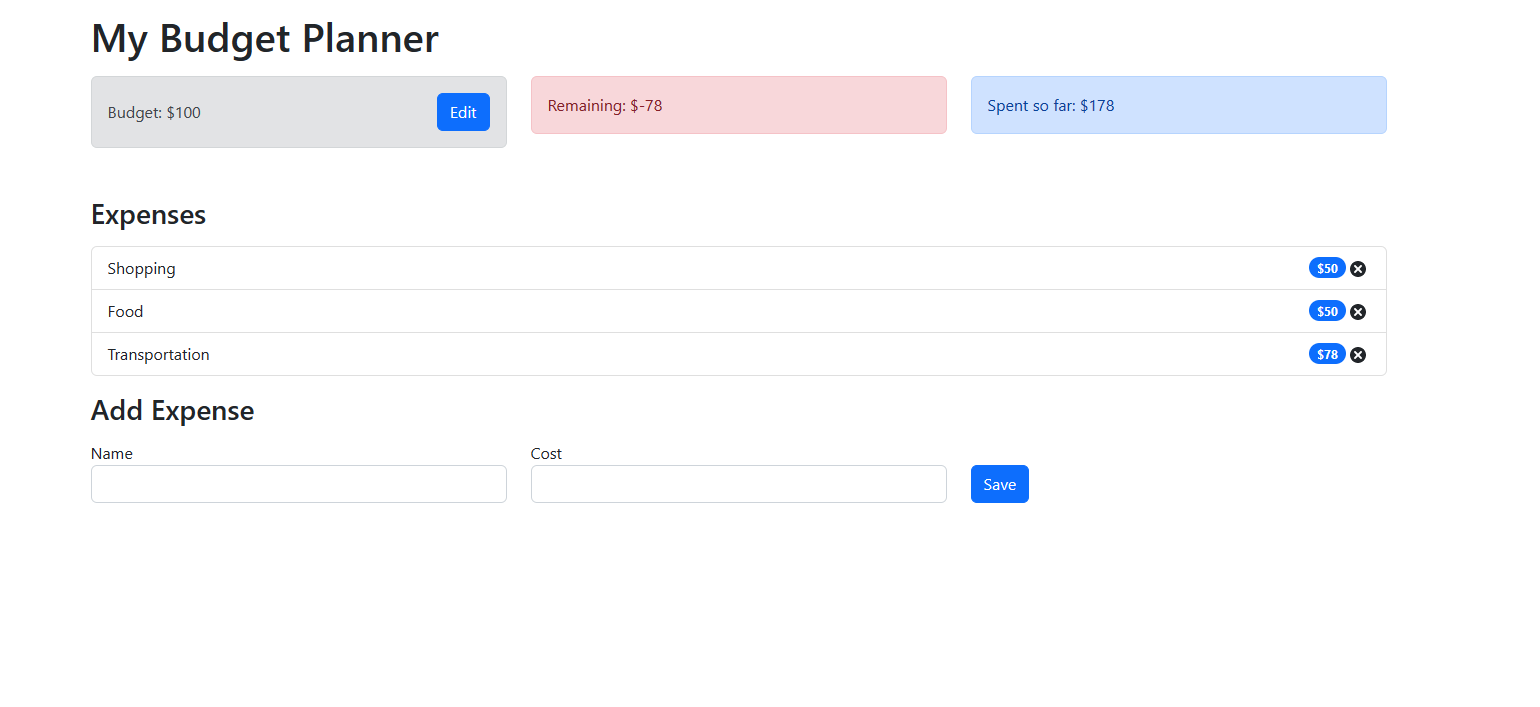 My Budget Planner
Budget: $100
Edit
Remaining: $-78
Spent so far: $178
Expenses
Shopping $50
Food $50
Transportation $78
Add Expense
Name Cost
Save